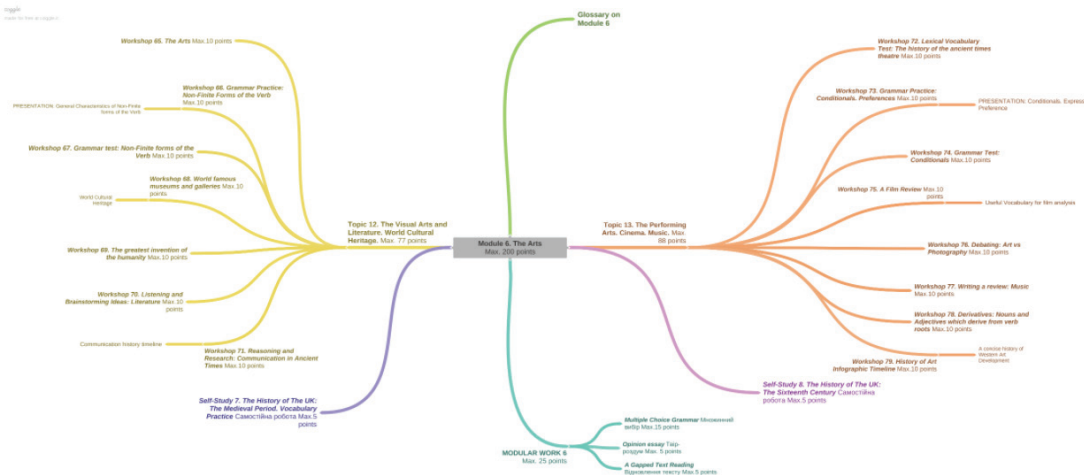 Glossary on
Module 6
Workshop 65. The Arts Max.10 points
Workshop 66. Grammar Practice:
Non-Finite Forms of the Verb
Max.10 points
PRESENTATION: General Characteristics of Non-Finite
forms of the Verb
Workshop 67. Grammar test: Non-Finite forms of the
Verb Max.10 points
Workshop 68. World famous
museums and galleries Max.10
points.
World Cultural
Heritage
Topic 12. The Visual Arts and
Literature. World Cultural
Heritage. Max. 77 points
Workshop 69. The greatest invention of
the humanity Max.10 points
Workshop 70. Listening and
Brainstorming Ideas: Literature Max.10
points
Communication history timeline
Workshop 71. Reasoning and
Research: Communication in Ancient
Times Max.10 points
Self-Study 7. The History of The UK:
The Medieval Period. Vocabulary
Practice Самостійна робота Max.5
points
Module 6. The Arts
Max. 200 points
Workshop 72. Lexical Vocabulary
Test: The history of the ancient times
theatre Max.10 points
Workshop 73. Grammar Practice:
Conditionals. Preferences Max.10 points
PRESENTATION: Conditionals. Express
Preference
Workshop 74. Grammar Test:
Conditionals Max.10 points
Workshop 75. A Film Review Max.10
points
Useful Vocabulary for film analysis
Topic 13. The Performing
Arts. Cinema. Music. Max.
88 points
Workshop 76. Debating: Art vs
Photography Max.10 points
Workshop 77. Writing a review: Music
Max.10 points
Workshop 78. Derivatives: Nouns and
Adjectives which derive from verb
roots Max.10 points
Workshop 79. History of Art
Infographic Timeline Max.10 points
A concise history of
Western Art
Development
Self-Study 8. The History of The UK:
The Sixteenth Century Самостійна
робота Max.5 points
MODULAR WORK 6
Max. 25 points
Multiple Choice Grammar Множинний
вибір Max.15 points
Opinion essay Твір-
роздум Max. 5 points
A Gapped Text Reading
Відновлення тексту Max.5 points